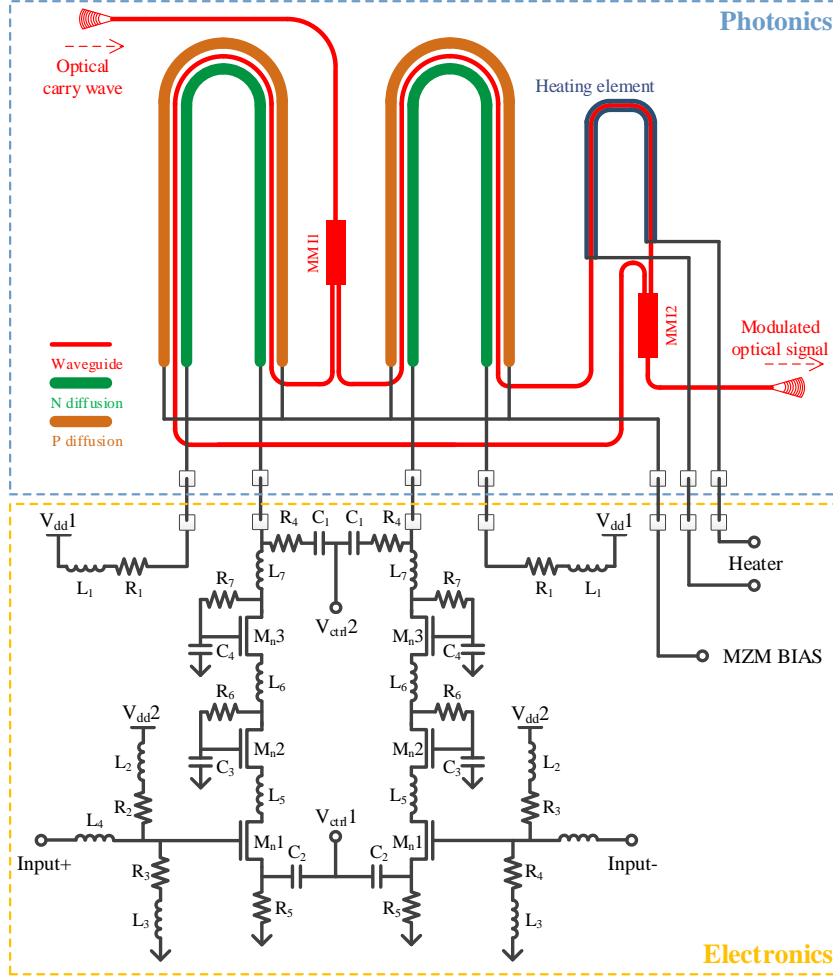 Photonics
Optical
carry wave
Heating element
MMI1
MMI2
Modulated
optical signal
Waveguide
N diffusion
P diffusion
Vdd1
R4
C1
C1
R4
Vdd1
L1
R1
L7
L7
R1
L1
Heater
R7
R7
Vctrl2
Mn3
Mn3
C4
C4
MZM BIAS
L6
L6
R6
R6
Vdd2
Vdd2
Mn2
Mn2
C3
C3
L2
L2
R2
L5
L5
R3
L4
Vctrl1
Mn1
Mn1
Input+
C2
C2
Input-
R3
R4
R5
R5
L3
L3
Electronics